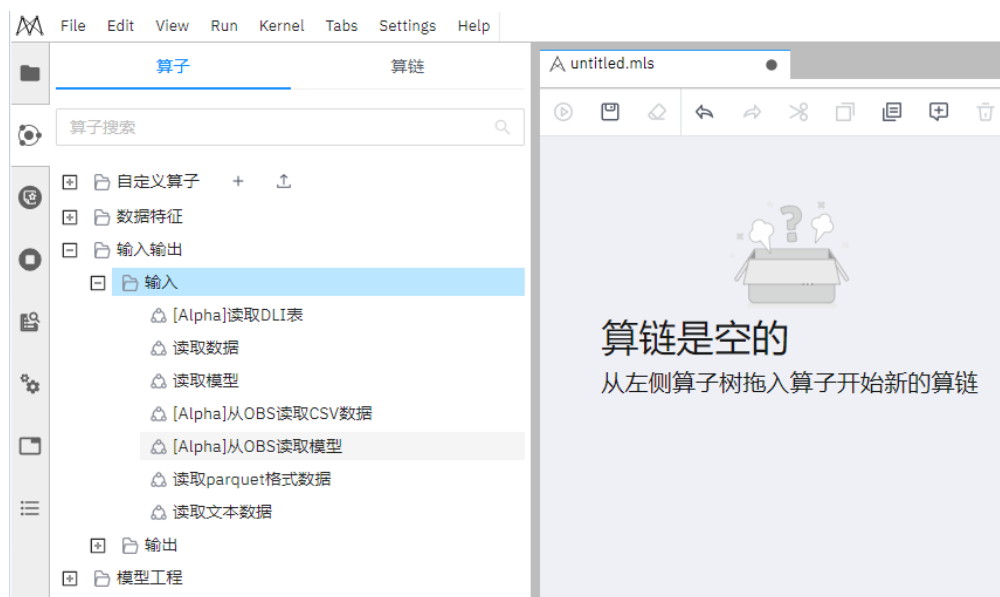 File Edit View Run Kernel Tabs Settings Help
算子 算链
untitled.mls
算子搜索
自定义算子
数据特征
输入输出
输入
[Alpha]读取DLI表
读取数据
读取模型
[Alpha]从OBS读取CSV数据
[Alpha]从OBS读取模型
读取parquet格式数据
读取文本数据
输出
模型工程
算链是空的
从左侧算子树拖入算子开始新的算链